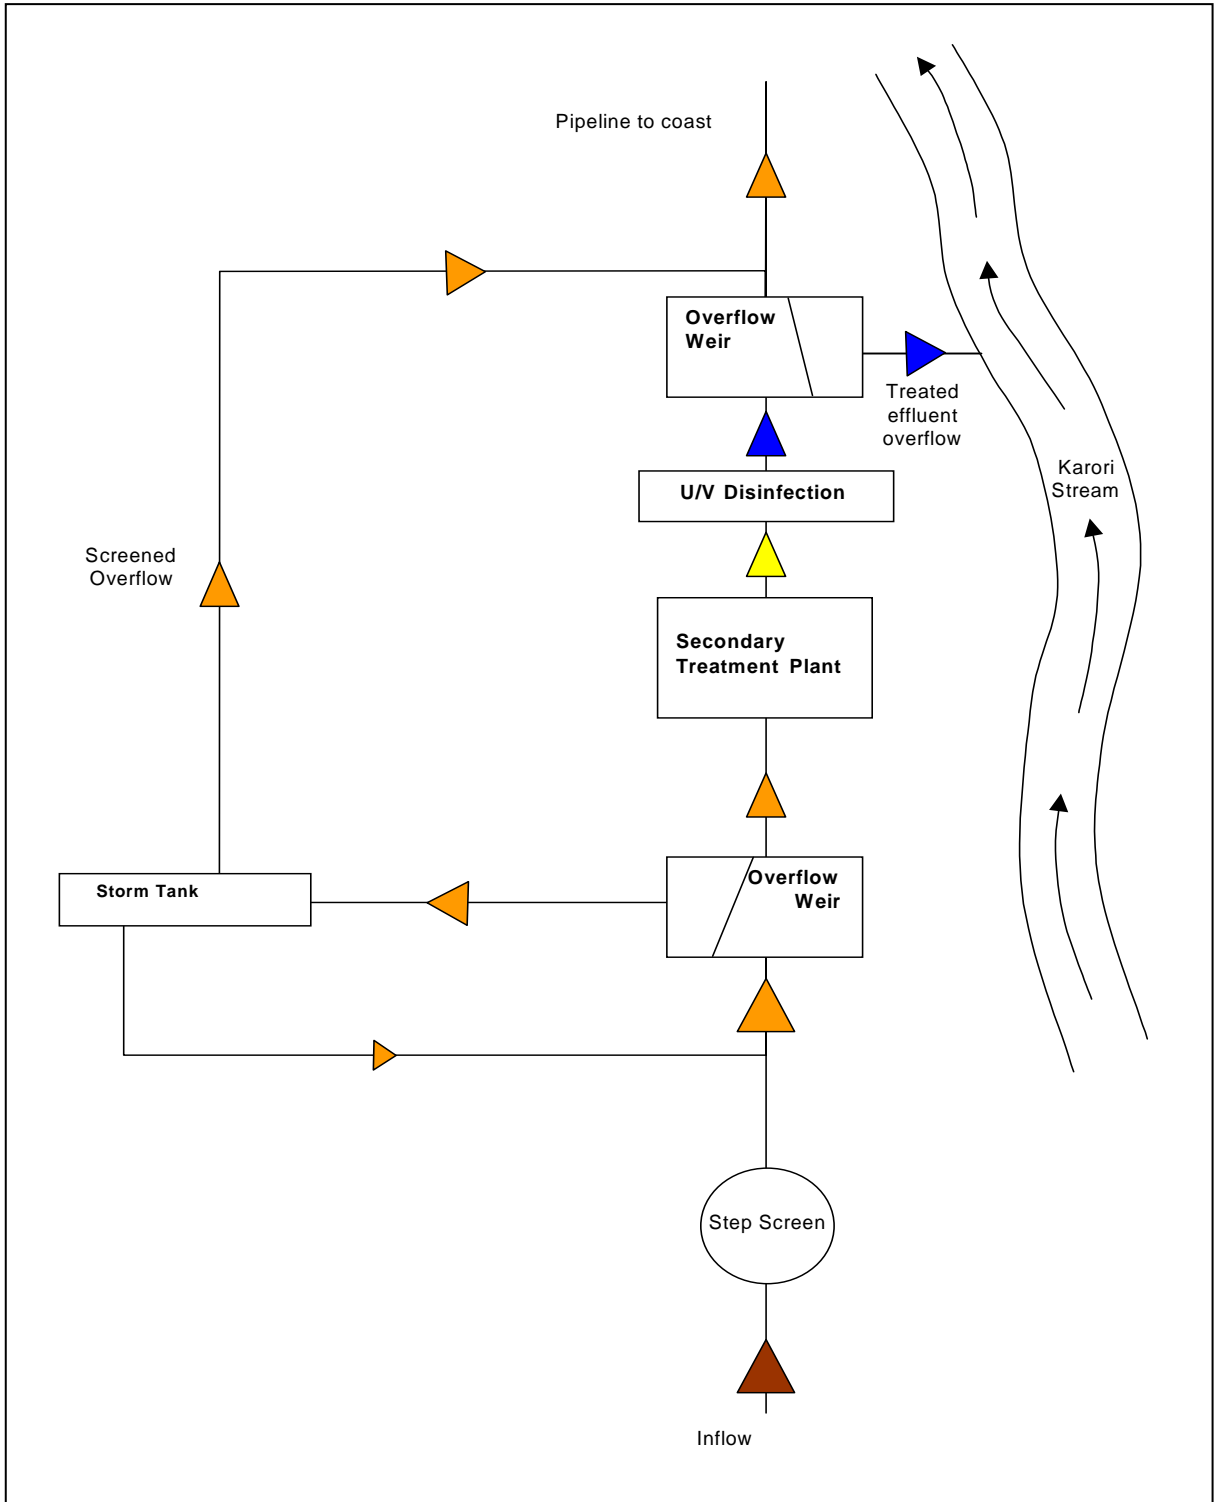 Pipeline to coast
Overflow
Weir
Treated
effluent
overflow
U/V Disinfection
Karori
Stream
Screened
Overflow
Secondary
Treatment Plant
Storm Tank
Overflow
Weir
Step Screen
Inflow